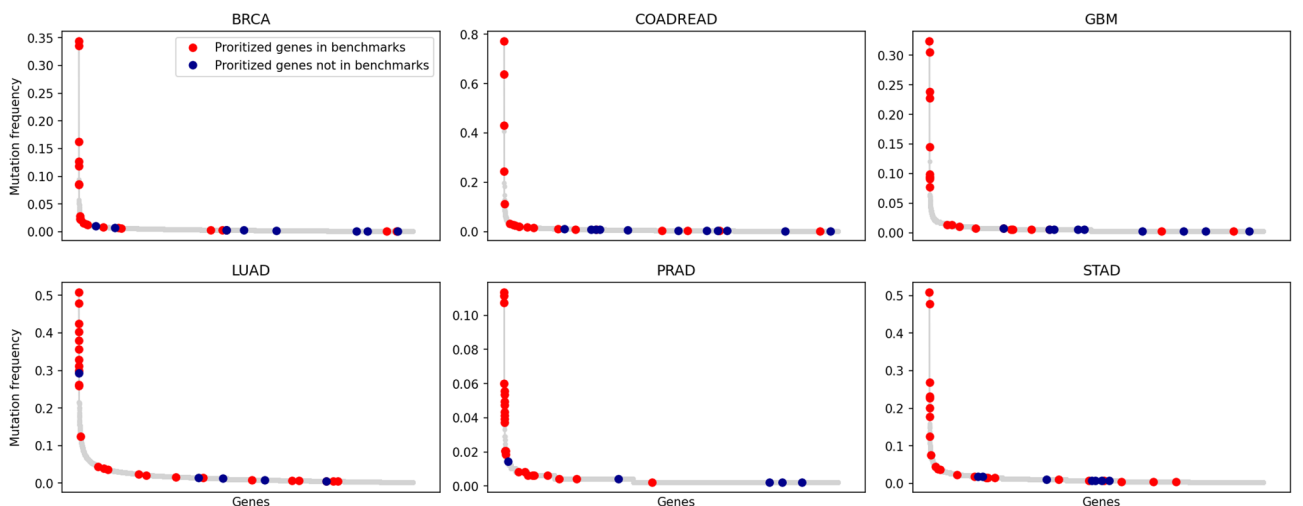 BRCA
COADREAD
GBM
Mutation frequency
0.35
0.30
0.25
0.20
0.15
0.10
0.05
0.00
Proritized genes in benchmarks
Proritized genes not in benchmarks
0.8
0.6
0.4
0.2
0.0
0.30
0.25
0.20
0.15
0.10
0.05
0.00
LUAD
PRAD
STAD
Mutation frequency
0.5
0.4
0.3
0.2
0.1
0.0
Genes
0.10
0.08
0.06
0.04
0.02
0.00
Genes
0.5
0.4
0.3
0.2
0.1
0.0
Genes